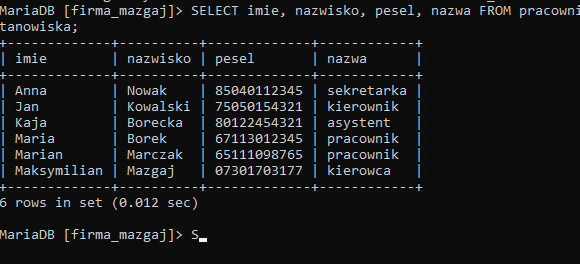 MariaDB [firma_mazgaj]> SELECT imie, nazwisko, pesel, nazwa FROM pracowni
tanowiska;
+------------+----------+-------------+------------+
| imie       | nazwisko | pesel       | nazwa      |
+------------+----------+-------------+------------+
| Anna       | Nowak    | 85040112345 | sekretarka |
| Jan        | Kowalski | 75050154321 | kierownik  |
| Kaja       | Borecka  | 80122454321 | asystent   |
| Maria      | Borek    | 67113012345 | pracownik  |
| Marian     | Marczak  | 65111098765 | pracownik  |
| Maksymilian | Mazgaj   | 07301703177 | kierowca   |
+------------+----------+-------------+------------+
6 rows in set (0.012 sec)
MariaDB [firma_mazgaj]> S_